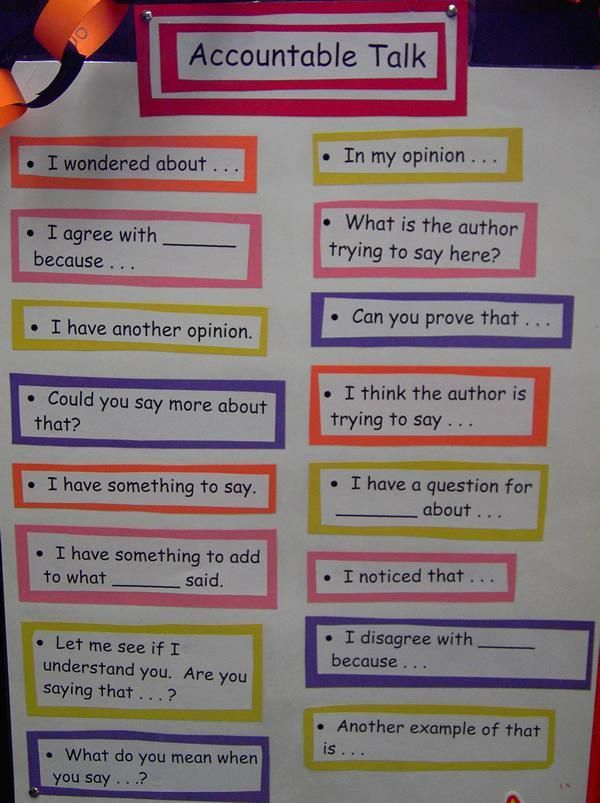 Accountable Talk
• I wondered about . . .
• I agree with ________
because . . .
• I have another opinion.
• Could you say more about
that?
• I have something to say.
• I have something to add
to what _______ said.
• Let me see if I
understand you.  Are you
saying that . . . ?
• What do you mean when
you say . . .?
• In my opinion . . .
• What is the author
trying to say here?
• Can you prove that . . .
• I think the author is
trying to say . . .
• I have a question for
________ about . . .
• I noticed that . . .
• I disagree with ______
because . . .
• Another example of that
is . . .